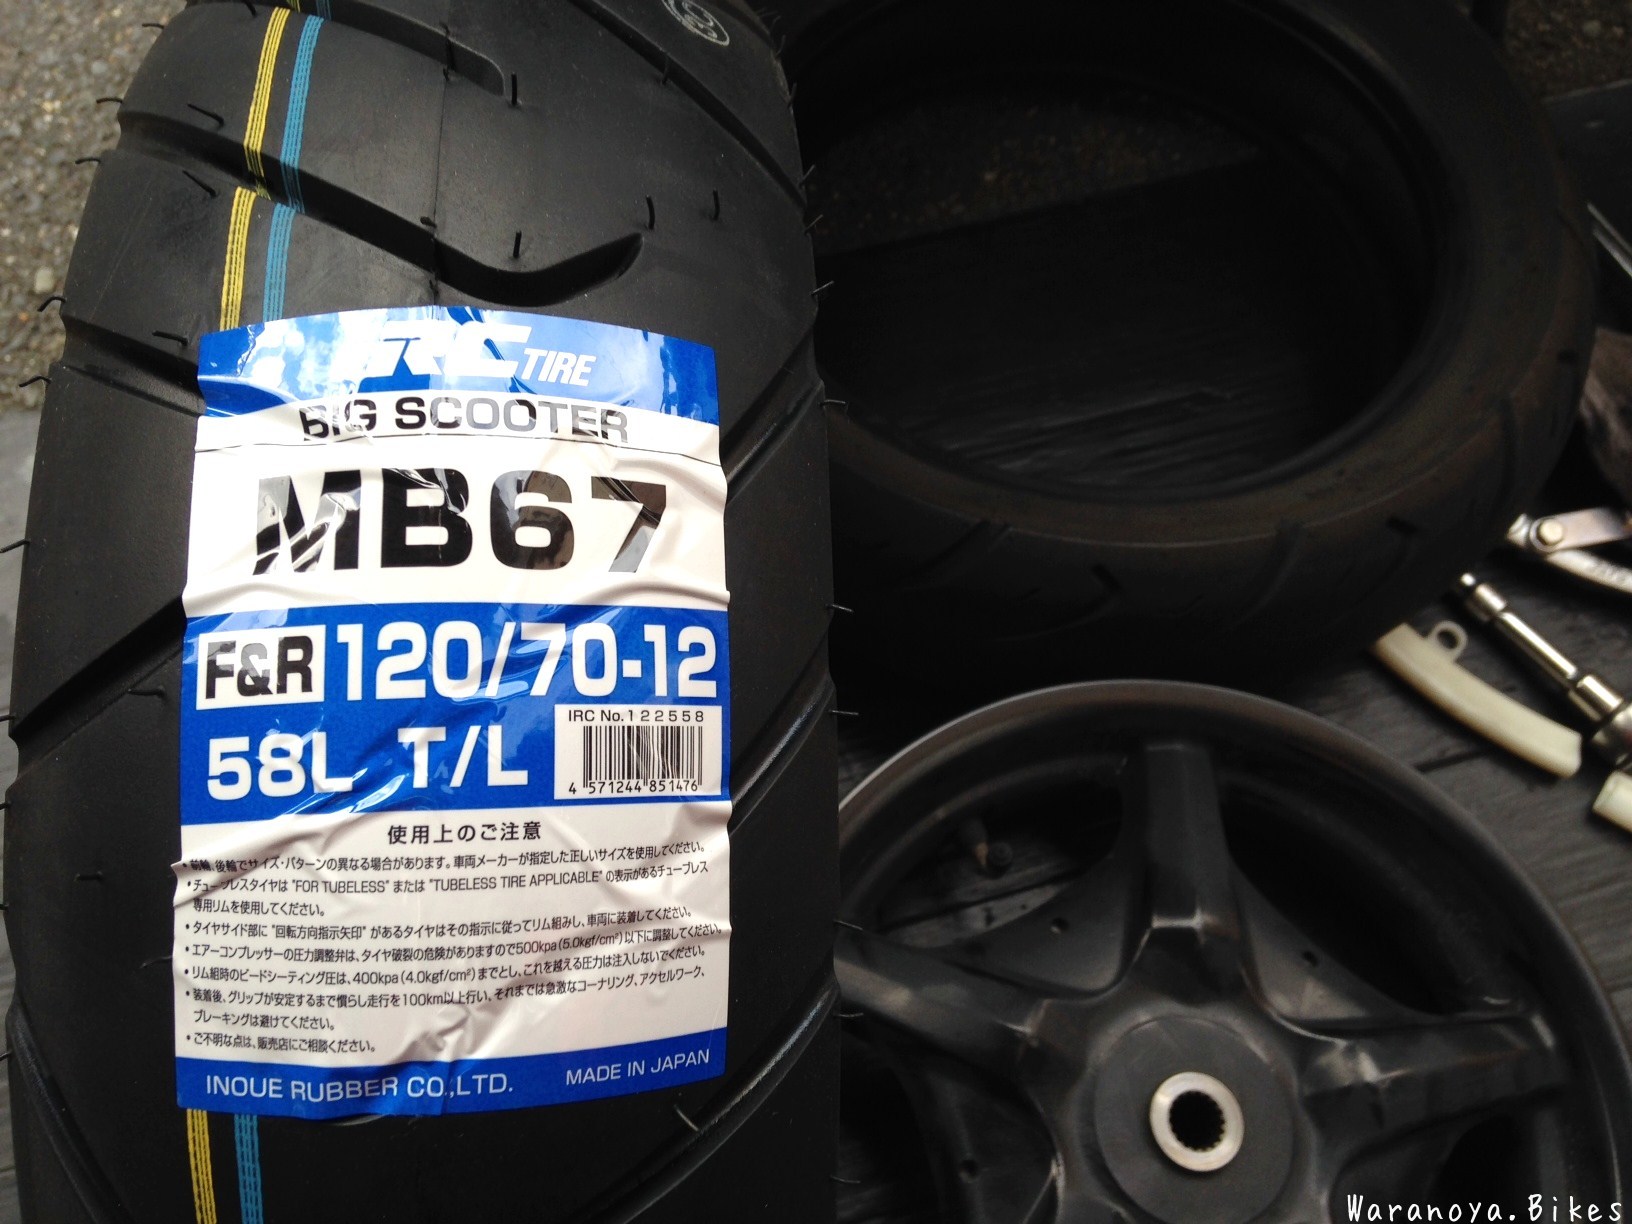 IRC TIRE
BIG SCOOTER
MB67
F&R 120/70-12
58L T/L
IRC No.122558
4 571244 851476
使用上のご注意
・前輪、後輪でサイズ・パターンの異なる場合があります。車両メーカーが指定した正しいサイズを使用してください。
・チューブレスタイヤは "FOR TUBELESS" または "TUBELESS TIRE APPLICABLE" の表示があるチューブレス
専用リムを使用してください。
・タイヤサイド部に "回転方向指示矢印" があるタイヤはその指示に従ってリム組みし、車両に装着してください。
・エアーコンプレッサーの圧力調整弁は、タイヤ破裂の危険がありますので500kpa(5.0kgf/cm²)以下に調整してください。
・リム組時のビードシーティング圧は、400kpa(4.0kgf/cm²)までとし、これを越える圧力は注入しないでください。
・装着後、グリップが安定するまで慣らし走行を100km以上行い、それまでは急激なコーナリング、アクセルワーク、
ブレーキングは避けてください。
・ご不明な点は、販売店にご相談ください。
INOUE RUBBER CO.,LTD.
MADE IN JAPAN
Waranoya.Bikes